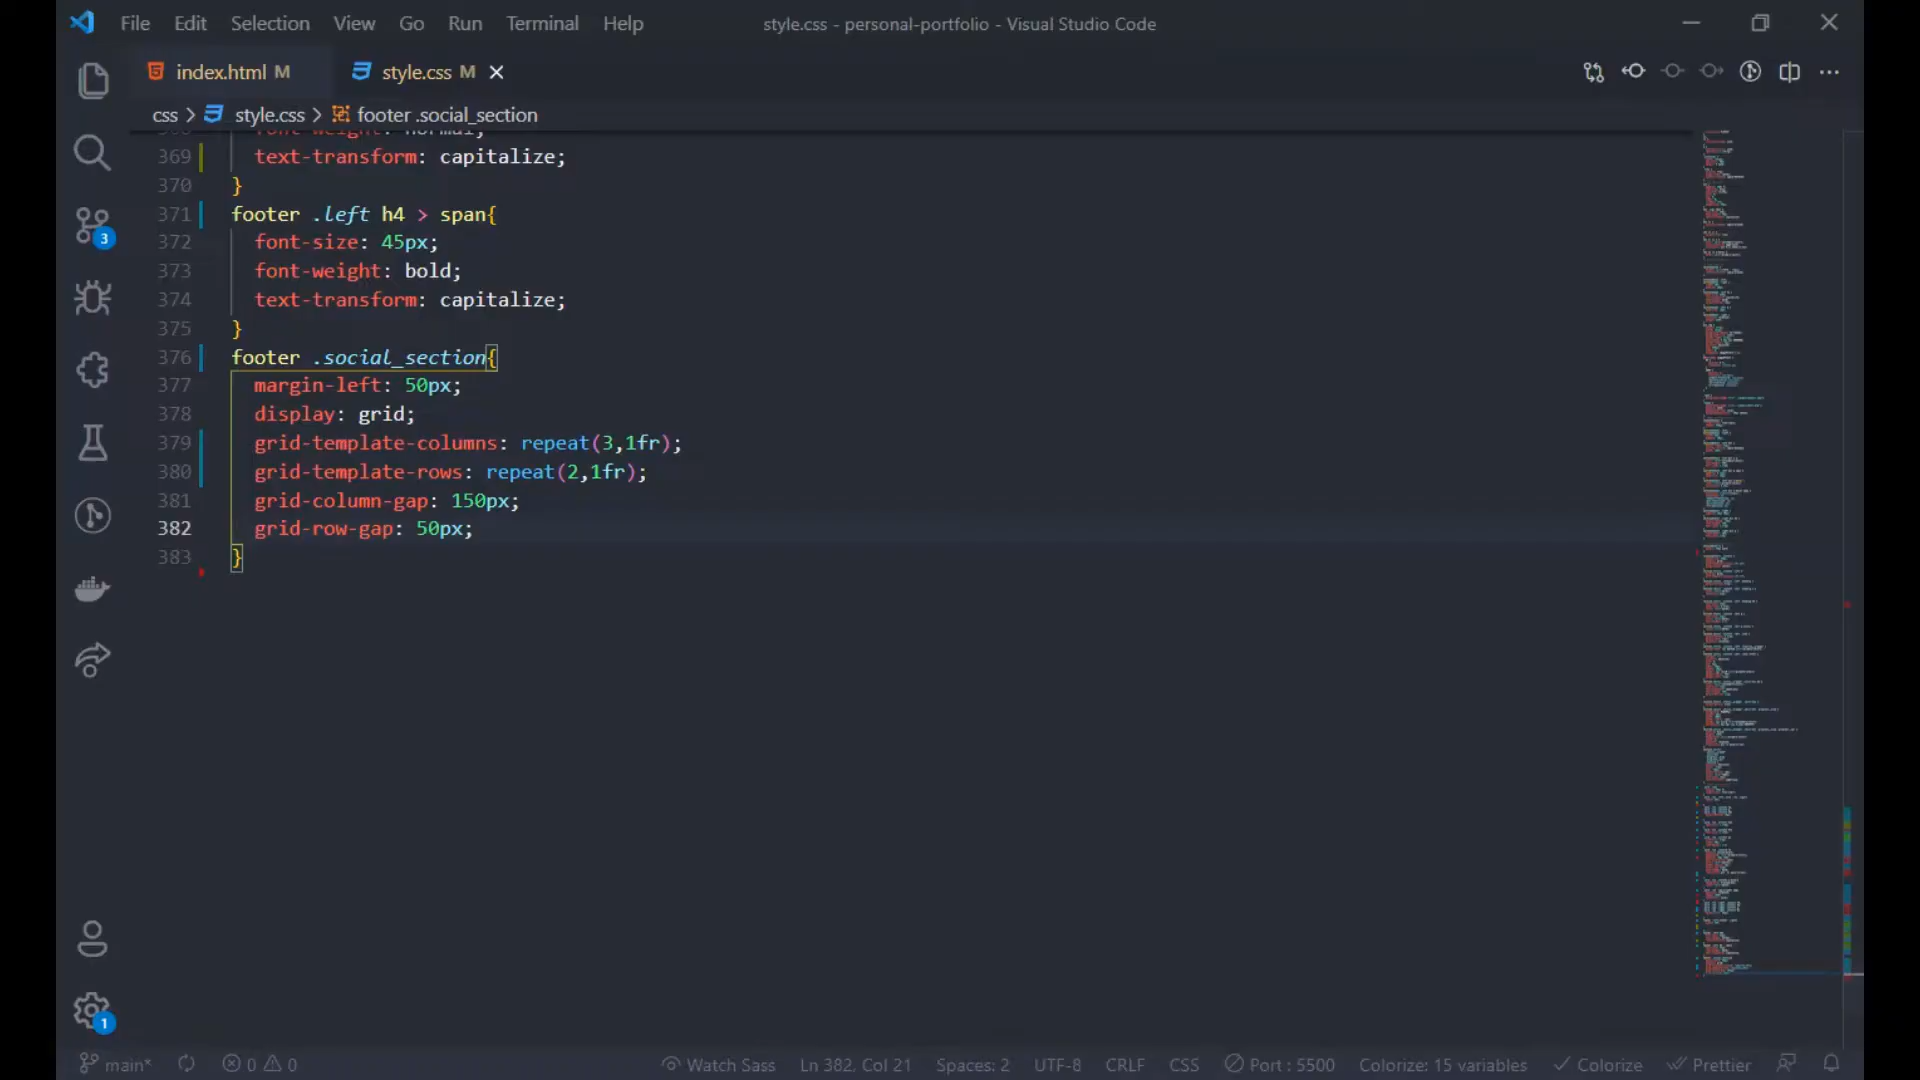 File Edit Selection View Go Run Terminal Help style.css - personal-portfolio - Visual Studio Code
index.html M style.css M
css > style.css > footer .social_section
font-weight: normal;
369 text-transform: capitalize;
370 }
371 footer .left h4 > span{
372 font-size: 45px;
373 font-weight: bold;
374 text-transform: capitalize;
375 }
376 footer .social_section{
377 margin-left: 50px;
378 display: grid;
379 grid-template-columns: repeat(3,1fr);
380 grid-template-rows: repeat(2,1fr);
381 grid-column-gap: 150px;
382 grid-row-gap: 50px;
383 }
3
1
main* 0 0 Watch Sass Ln 382, Col 21 Spaces: 2 UTF-8 CRLF CSS Port : 5500 Colorize: 15 variables Colorize Prettier